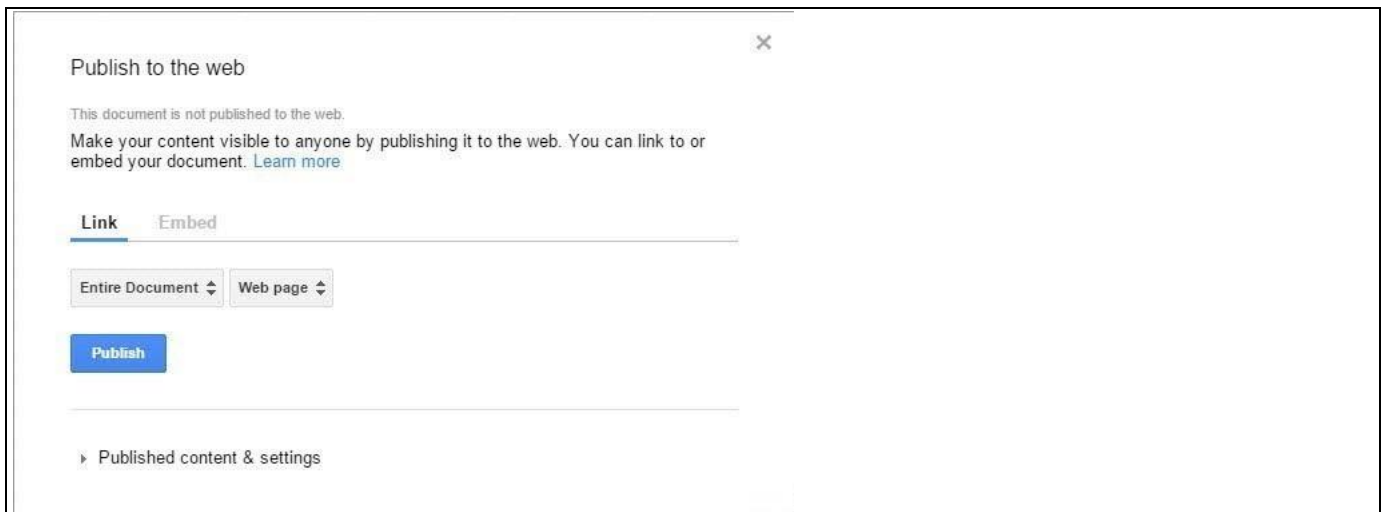 Publish to the web
This document is not published to the web.
Make your content visible to anyone by publishing it to the web. You can link to or
embed your document. Learn more
Link Embed
Entire Document Web page
Publish
Published content & settings